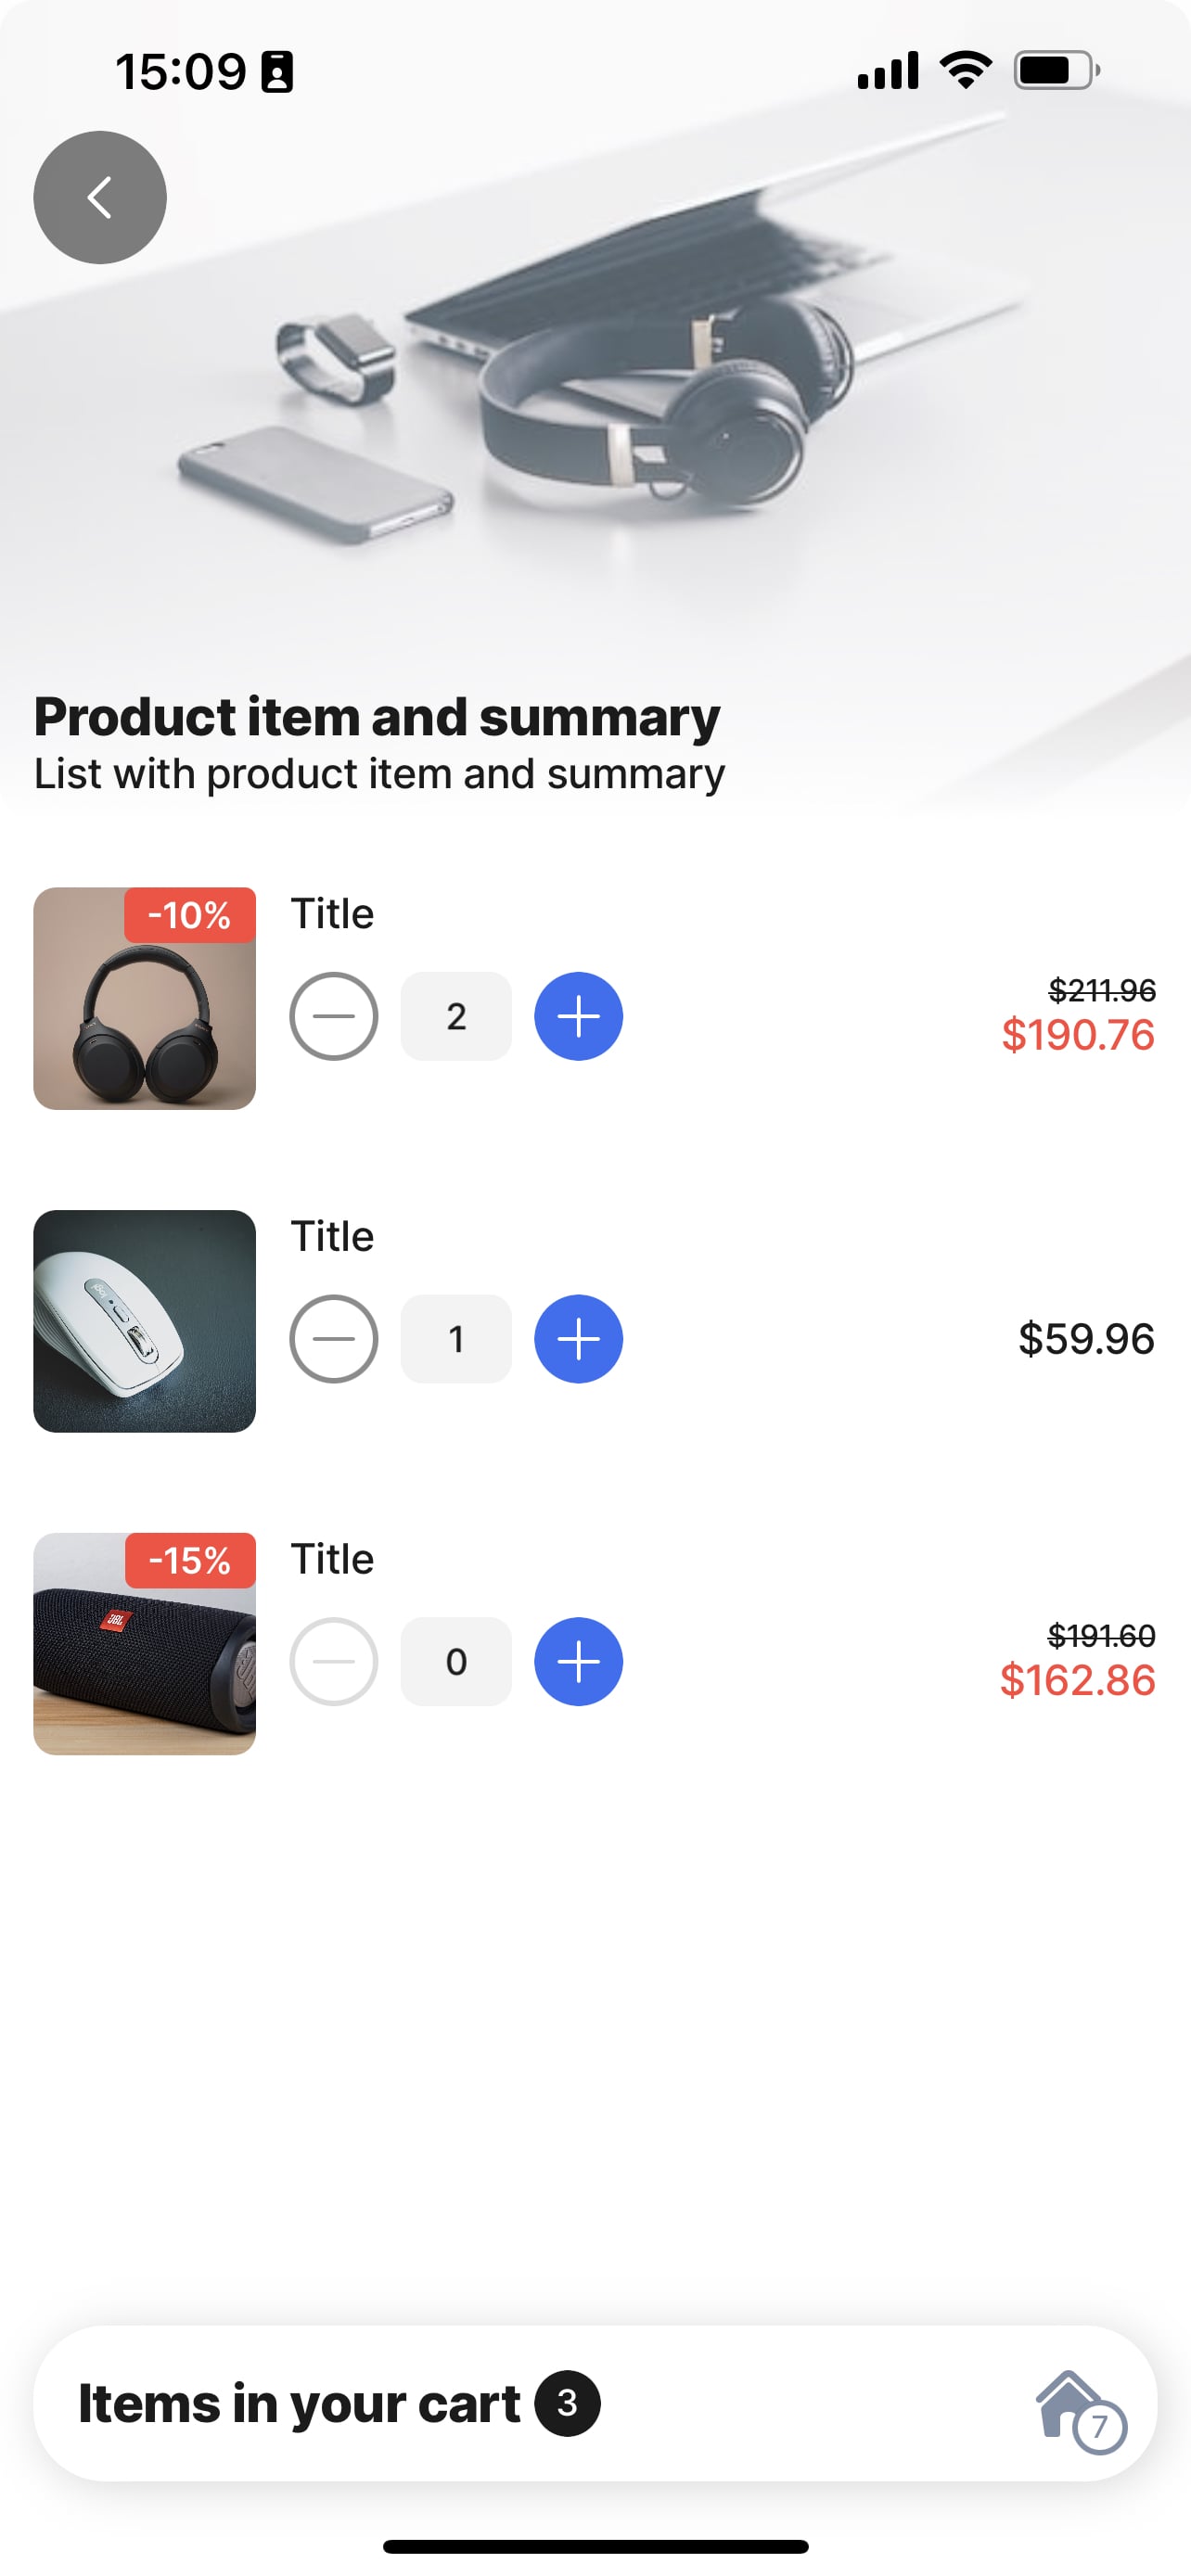 15:09
Product item and summary
List with product item and summary
-10%
Title
2
$211.96
$190.76
Title
1
$59.96
-15%
JBL
Title
0
$191.60
$162.86
Items in your cart 3
7